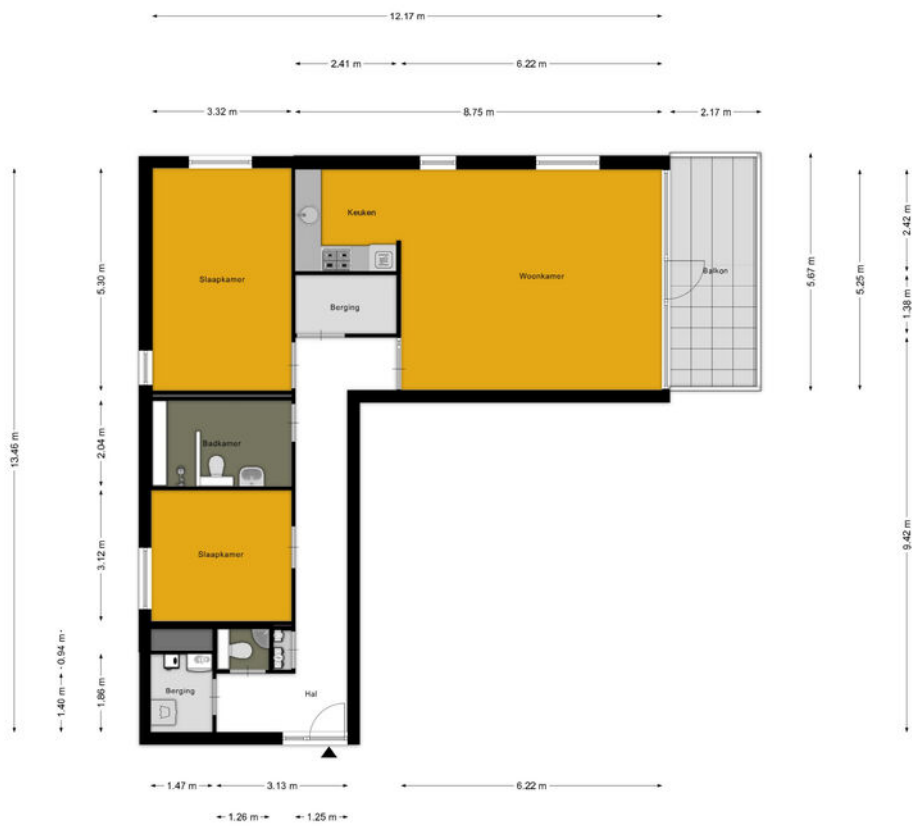 12.17 m
2.41 m
6.22 m
3.32 m
8.75 m
2.17 m
Keuken
Slaapkamer
Woonkamer
Balkon
Berging
5.30 m
5.67 m
5.25 m
2.42 m
1.38 m
13.46 m
2.04 m
Badkamer
3.12 m
Slaapkamer
9.42 m
0.94 m
1.40 m
1.86 m
Berging
Hal
1.47 m
3.13 m
6.22 m
1.26 m
1.25 m